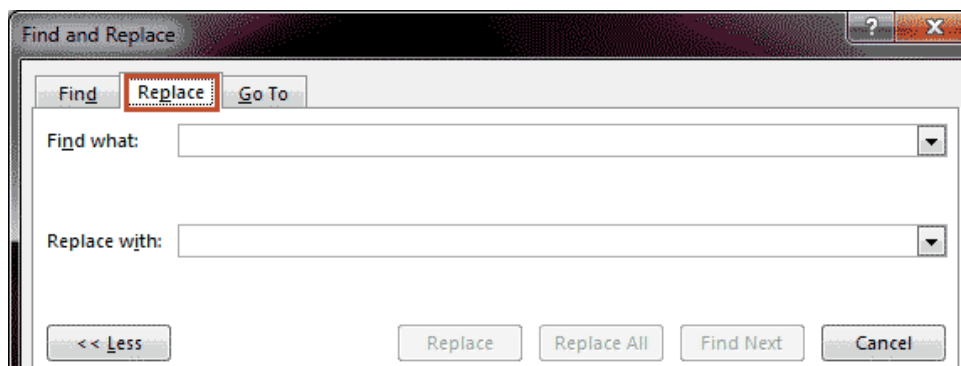 Find and Replace
Find Replace Go To
Find what:
Replace with:
<< Less Replace Replace All Find Next Cancel